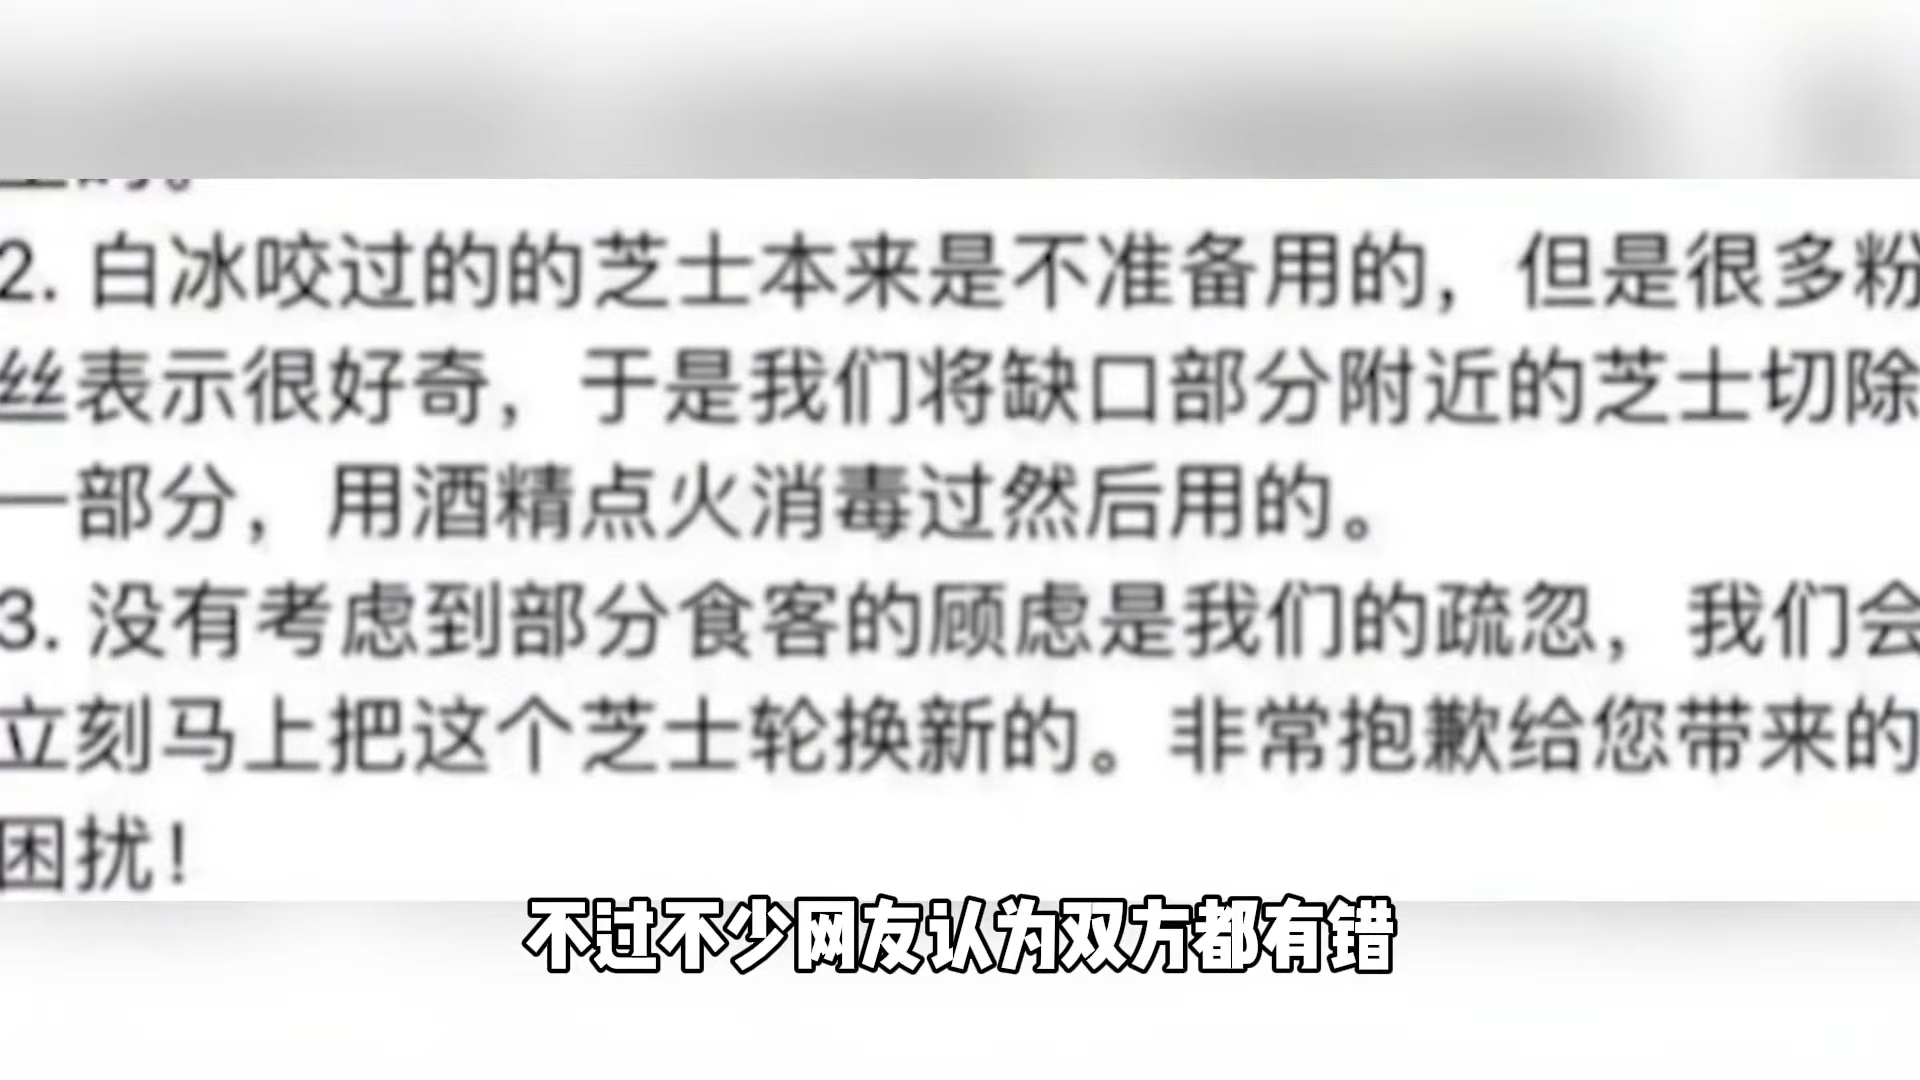 2. 白冰咬过的的芝士本来是不准备用的，但是很多粉
丝表示很好奇，于是我们将缺口部分附近的芝士切除
一部分，用酒精点火消毒过然后用的。
3. 没有考虑到部分食客的顾虑是我们的疏忽，我们会
立刻马上把这个芝士轮换新的。非常抱歉给您带来的
困扰！
不过不少网友认为双方都有错